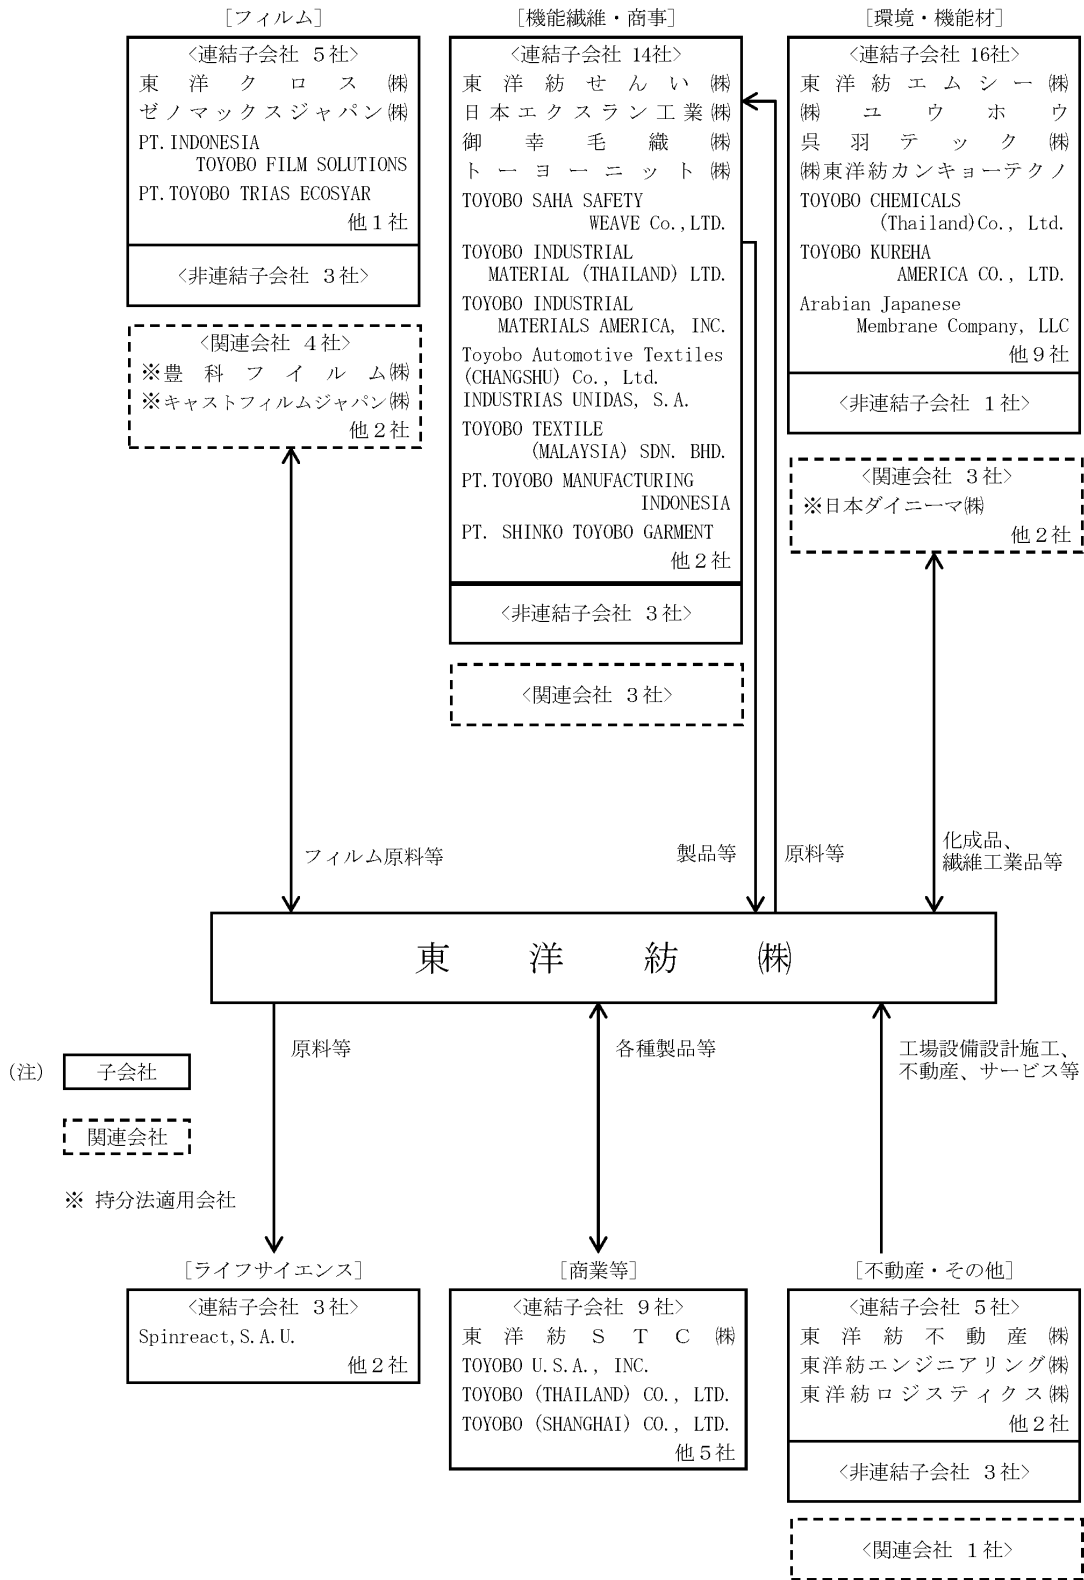 [フィルム]
<連結子会社 5社>
東洋クロス㈱
ゼノマックスジャパン㈱
PT.INDONESIA
TOYOBO FILM SOLUTIONS
PT.TOYOBO TRIAS ECOSYAR
他1社
<非連結子会社 3社>
<関連会社 4社>
※豊科フイルム㈱
※キャストフィルムジャパン㈱
他2社
[機能繊維・商事]
<連結子会社 14社>
東洋紡せんい㈱
日本エクスラン工業㈱
御幸毛織㈱
トーヨーニット㈱
TOYOBO SAHA SAFETY
WEAVE Co.,LTD.
TOYOBO INDUSTRIAL
MATERIAL (THAILAND) LTD.
TOYOBO INDUSTRIAL
MATERIALS AMERICA, INC.
Toyobo Automotive Textiles
(CHANGSHU) Co., Ltd.
INDUSTRIAS UNIDAS, S.A.
TOYOBO TEXTILE
(MALAYSIA) SDN. BHD.
PT.TOYOBO MANUFACTURING
INDONESIA
PT. SHINKO TOYOBO GARMENT
他2社
<非連結子会社 3社>
<関連会社 3社>
[環境・機能材]
<連結子会社 16社>
東洋紡エムシー㈱
㈱ユウホウ
呉羽テック㈱
㈱東洋紡カンキョーテクノ
TOYOBO CHEMICALS
(Thailand)Co., Ltd.
TOYOBO KUREHA
AMERICA CO., LTD.
Arabian Japanese
Membrane Company, LLC
他9社
<非連結子会社 1社>
<関連会社 3社>
※日本ダイニーマ㈱
他2社
フィルム原料等
製品等
原料等
化成品、
繊維工業品等
東洋紡㈱
原料等
各種製品等
工場設備設計施工、
不動産、サービス等
(注)
子会社
関連会社
※ 持分法適用会社
[ライフサイエンス]
<連結子会社 3社>
Spinreact,S.A.U.
他2社
[商業等]
<連結子会社 9社>
東洋紡STC㈱
TOYOBO U.S.A., INC.
TOYOBO (THAILAND) CO., LTD.
TOYOBO (SHANGHAI) CO., LTD.
他5社
[不動産・その他]
<連結子会社 5社>
東洋紡不動産㈱
東洋紡エンジニアリング㈱
東洋紡ロジスティクス㈱
他2社
<非連結子会社 3社>
<関連会社 1社>